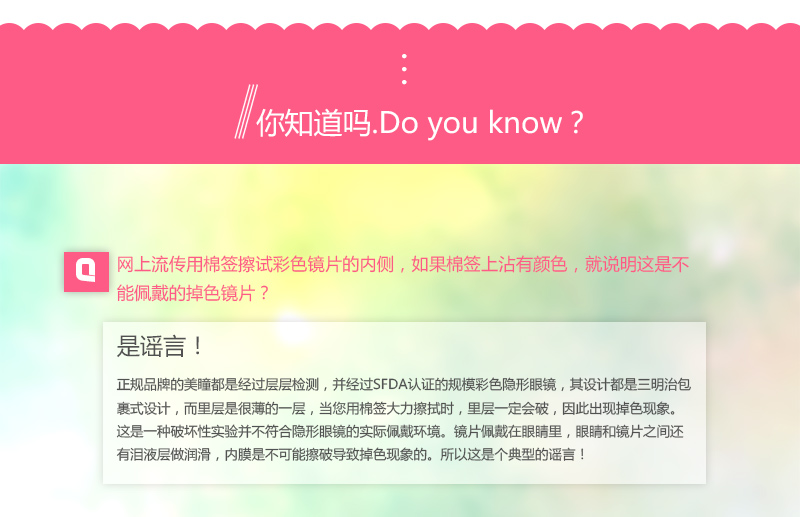 你知道吗.Do you know？
Q
网上流传用棉签擦试彩色镜片的内侧，如果棉签上沾有颜色，就说明这是不
能佩戴的掉色镜片？
是谣言！
正规品牌的美瞳都是经过层层检测，并经过SFDA认证的规模彩色隐形眼镜，其设计都是三明治包
裹式设计，而里层是很薄的一层，当您用棉签大力擦拭时，里层一定会破，因此出现掉色现象。
这是一种破坏性实验并不符合隐形眼镜的实际佩戴环境。镜片佩戴在眼睛里，眼睛和镜片之间还
有泪液层做润滑，内膜是不可能擦破导致掉色现象的。所以这是个典型的谣言！